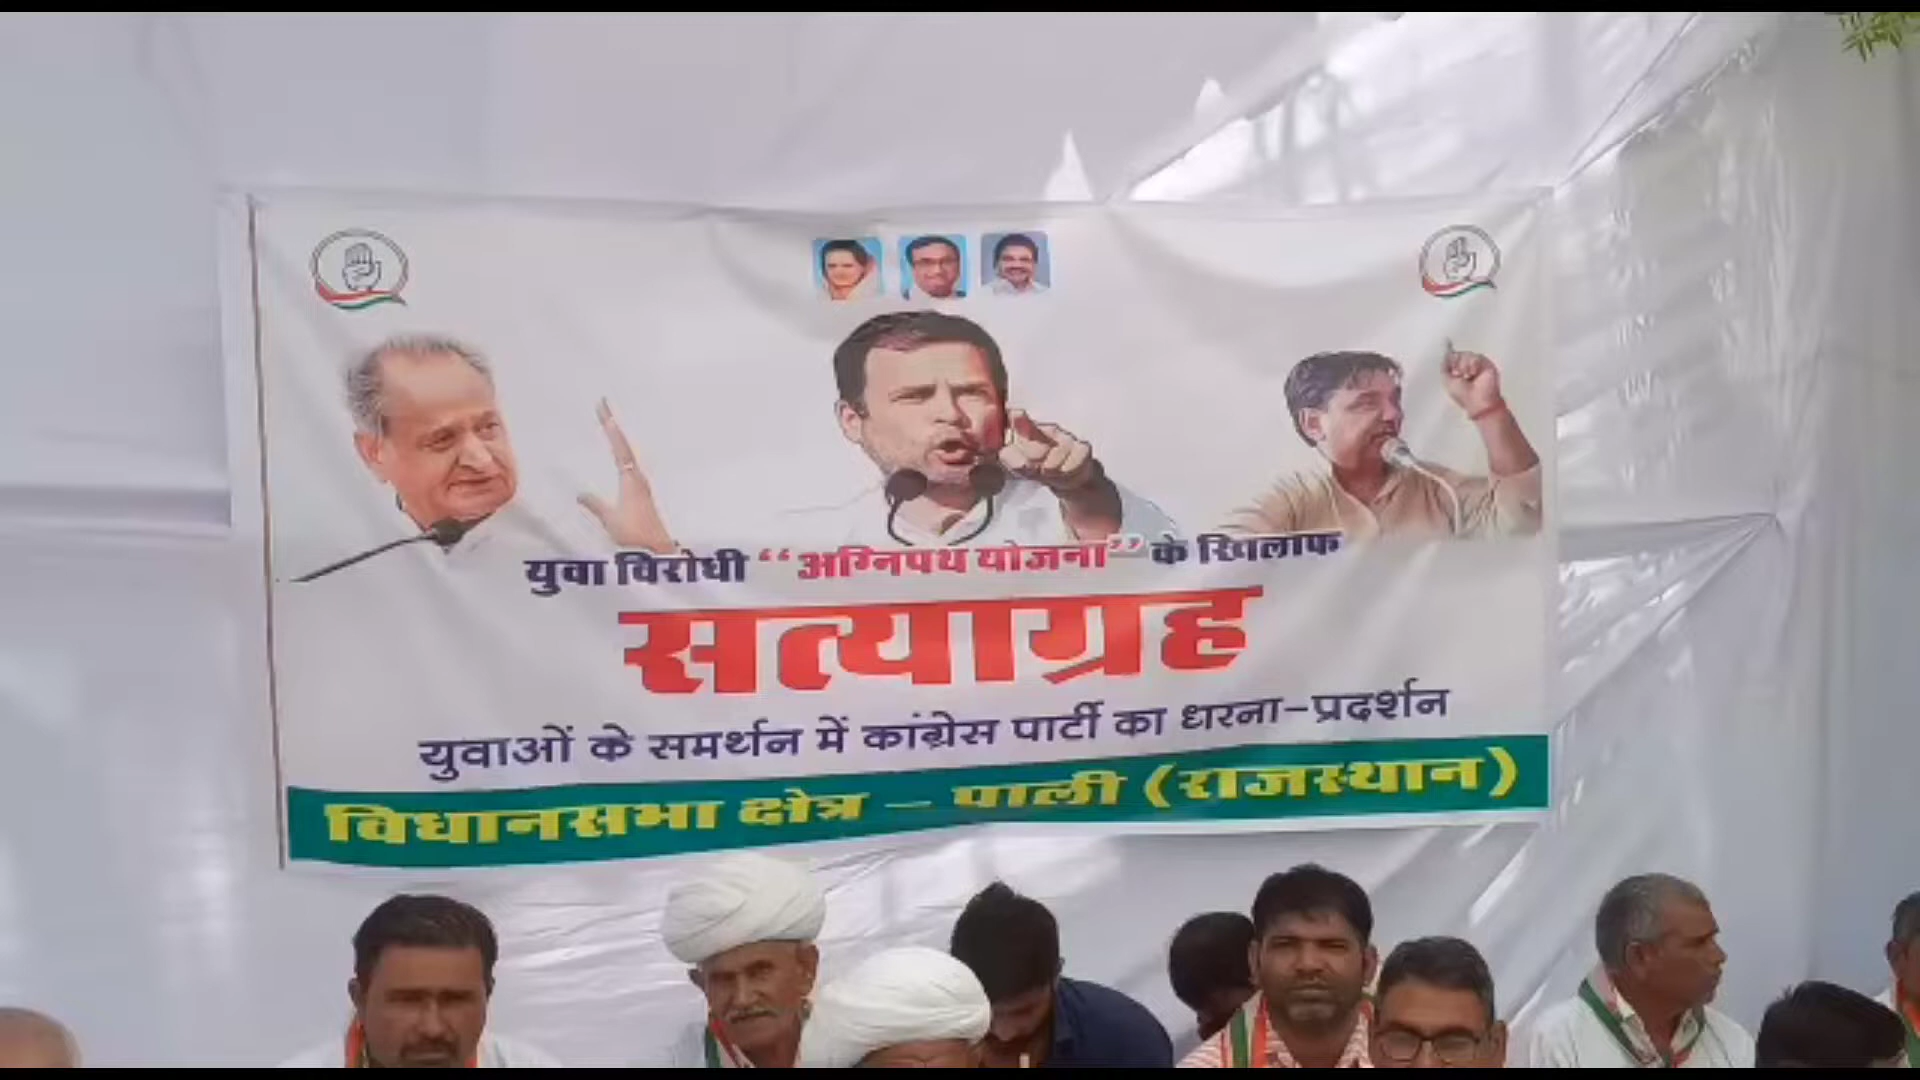 युवा विरोधी “अग्निपथ योजना” के खिलाफ
सत्याग्रह
युवाओं के समर्थन में कांग्रेस पार्टी का धरना-प्रदर्शन
विधानसभा क्षेत्र - पाली (राजस्थान)